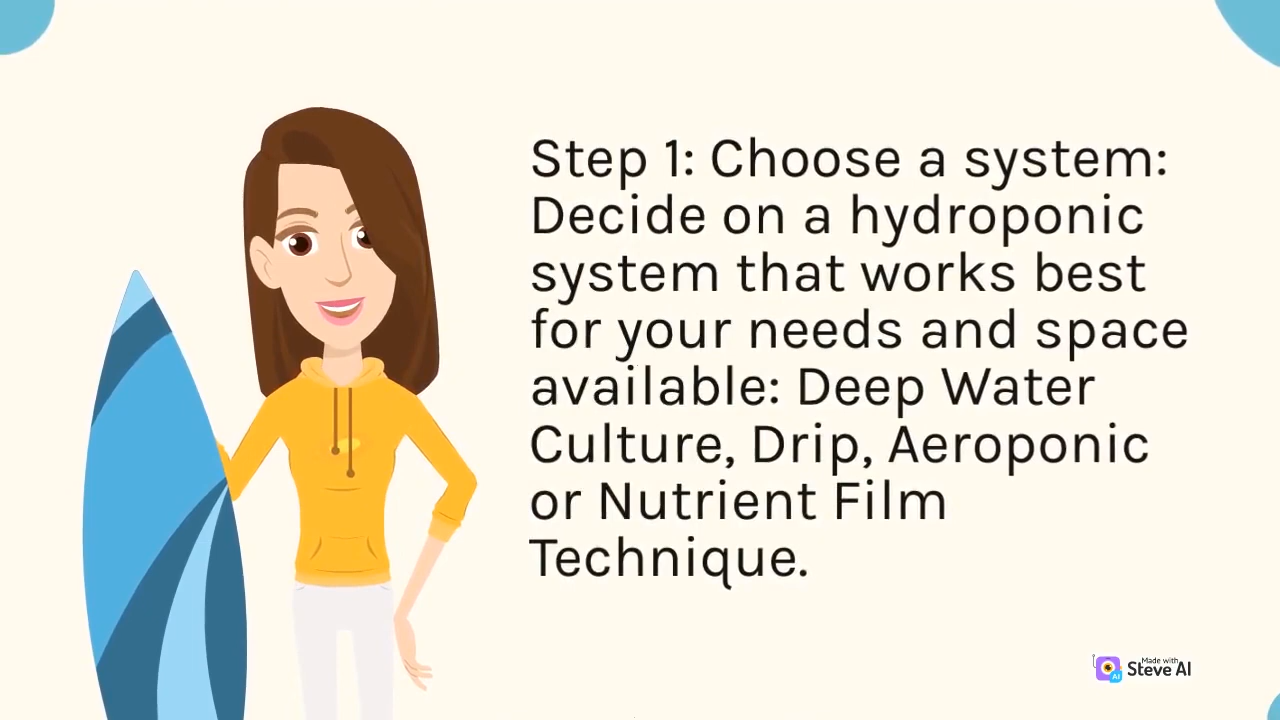 Step 1: Choose a system:
Decide on a hydroponic
system that works best
for your needs and space
available: Deep Water
Culture, Drip, Aeroponic
or Nutrient Film
Technique.
Made with
Steve AI
AI